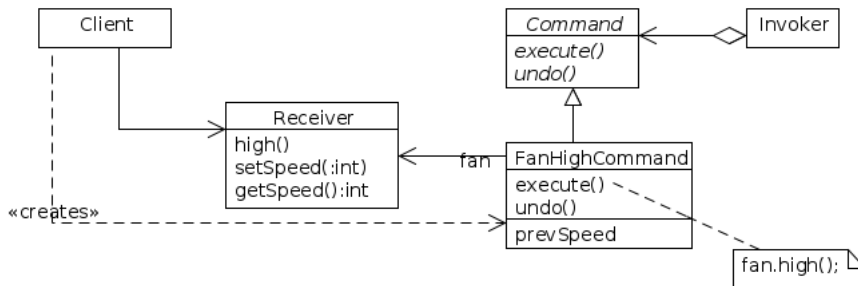 Client
Command
execute()
undo()
Invoker
Receiver
high()
setSpeed(:int)
getSpeed():int
fan
FanHighCommand
execute()
undo()
prevSpeed
«creates»
fan.high();